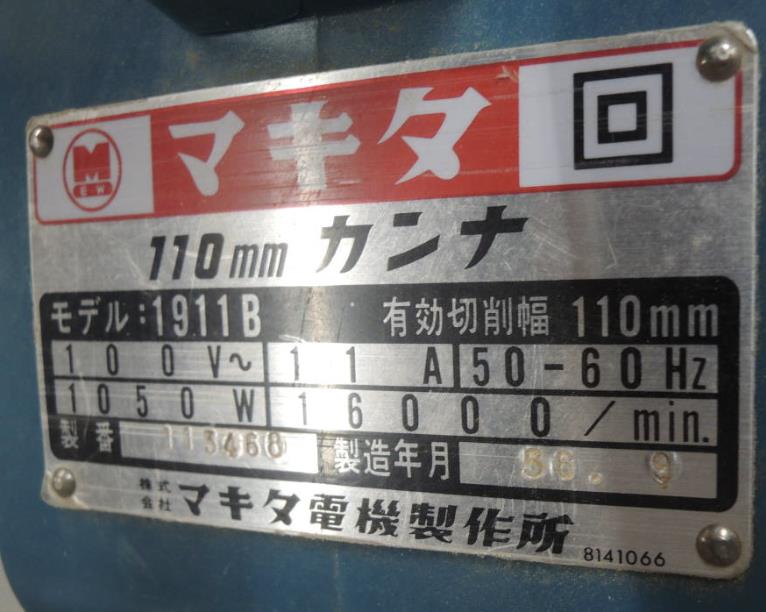 M
E W
マキタ
110mm カンナ
モデル:1911B 有効切削幅 110mm
100V~ 11A 50-60Hz
1050W 16000/min.
製番 113468 製造年月 56. 9
株式会社 マキタ電機製作所
8141066